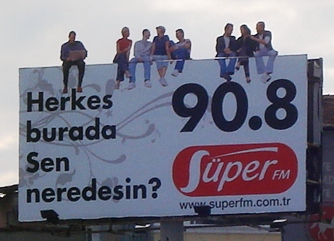 Herkes
burada
Sen
neredesin?
90.8
Süper FM
www.superfm.com.tr